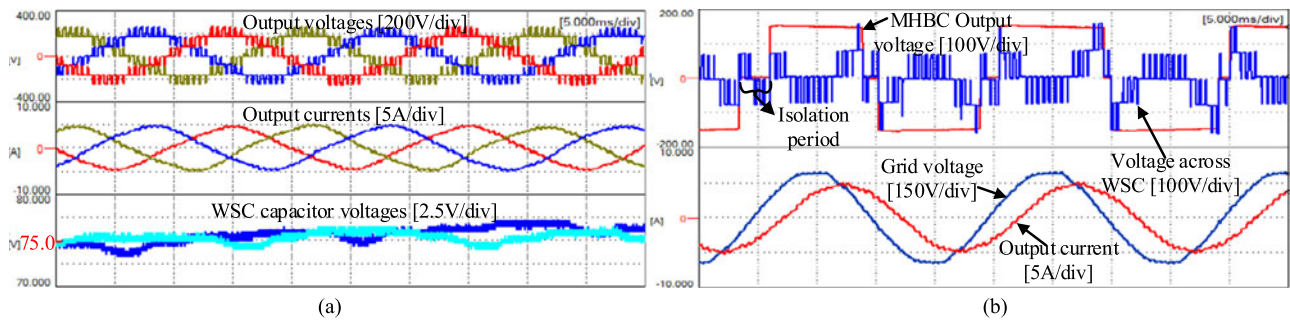 400.00
Output voltages [200V/div]
[5.000ms/div]
0
[V]
-400.00
10.000
Output currents [5A/div]
0
[A]
-10.000
80.000
WSC capacitor voltages [2.5V/div]
[V]
75.0
70.000
(a)
200.00
MHBC Output
voltage [100V/div]
[5.000ms/div]
[V]
0
Isolation
period
-200.00
Voltage across
WSC [100V/div]
10.000
Grid voltage
[150V/div]
[A]
0
Output current
[5A/div]
-10.000
(b)